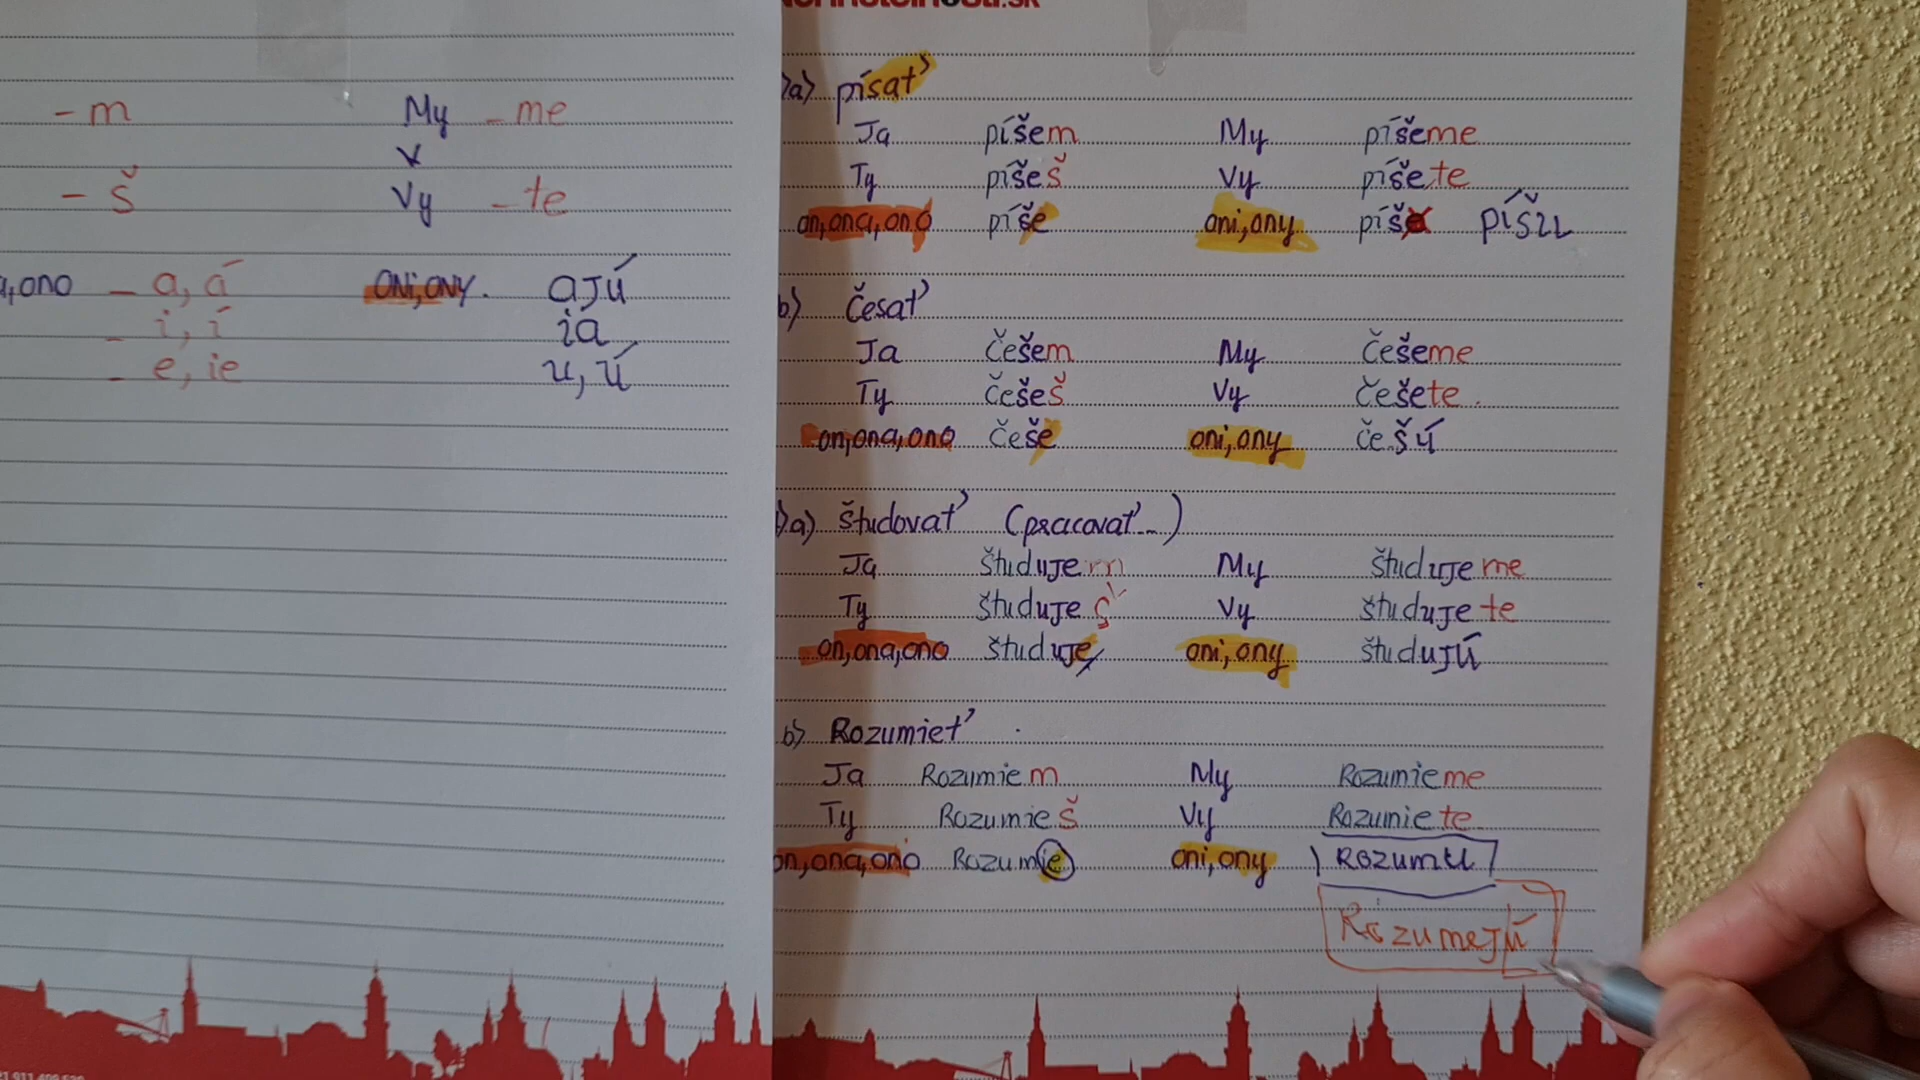 - m My - me
- š Vy - te
ono - a, á oni, ony. ajú
- i, í ia
- e, ie u, ú
a) písať
Ja píšem My píšeme
Ty píšeš Vy píšete
on, ona, ono píše oni, ony píšu
b) Česať
Ja Češem My Češeme
Ty Češeš Vy Češete.
on, ona, ono Češe oni, ony češú
a) Študovať (pracovať...)
Ja Študujem My Študujeme
Ty Študuješ Vy Študujete
on, ona, ono Študuje oni, ony Študujú
b) Rozumieť
Ja Rozumiem My Rozumieme
Ty Rozumieš Vy Rozumiete
on, ona, ono Rozumie oni, ony Rozumu
Rozumejú